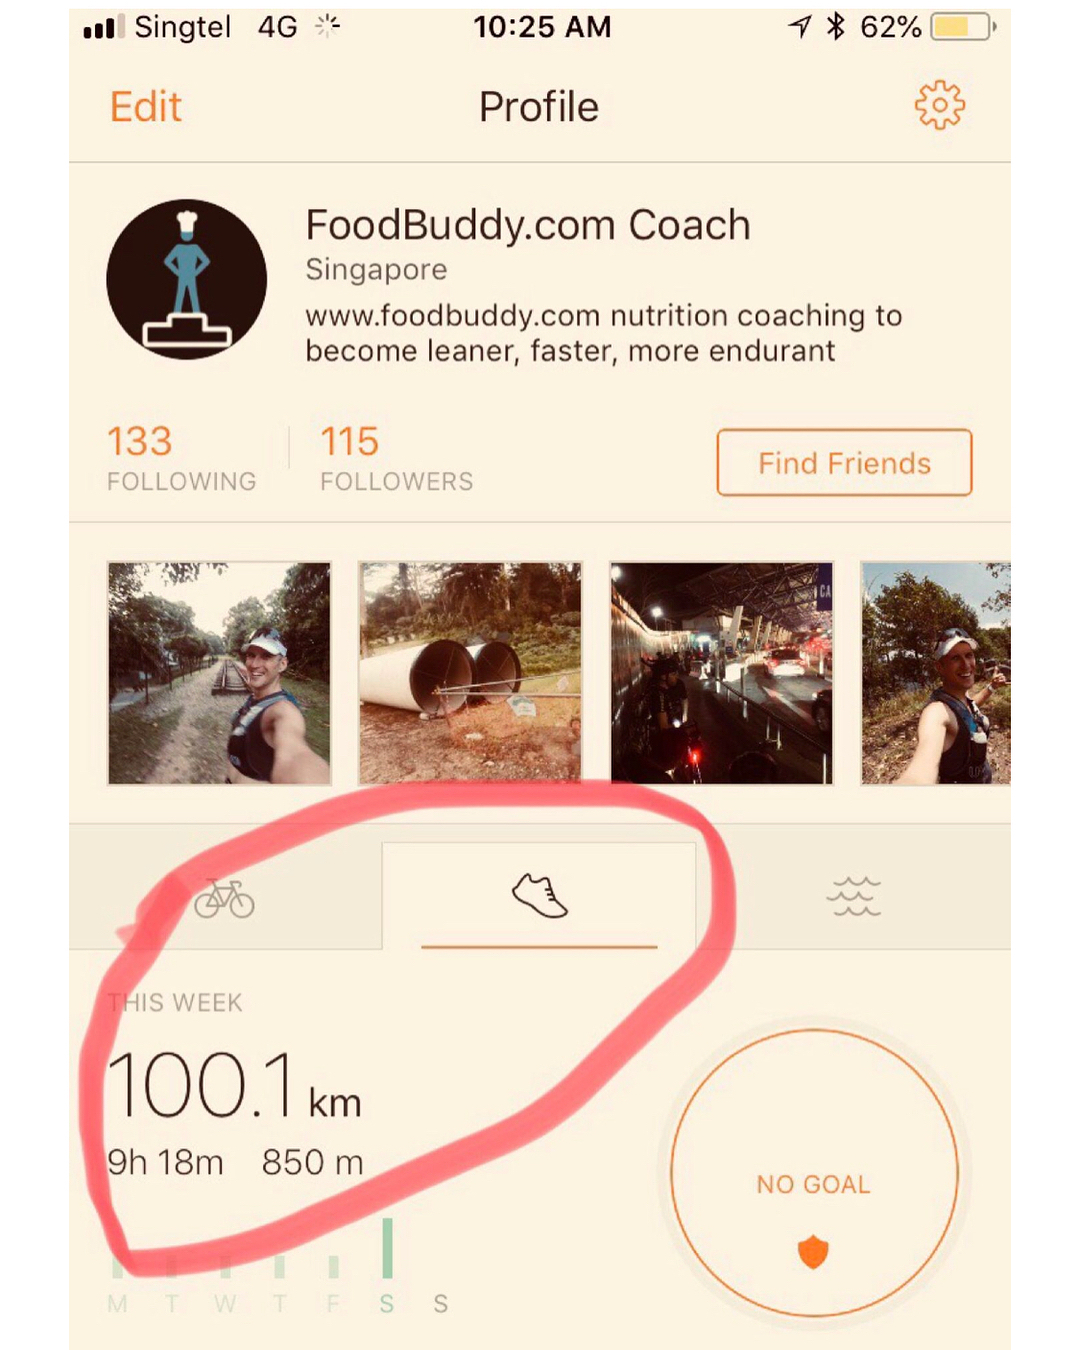 Singtel 4G 10:25 AM 62%
Edit Profile
FoodBuddy.com Coach
Singapore
www.foodbuddy.com nutrition coaching to
become leaner, faster, more endurant
133 115
FOLLOWING FOLLOWERS
Find Friends
CA
THIS WEEK
100.1 km
9h 18m 850 m
NO GOAL
M T W T F S S